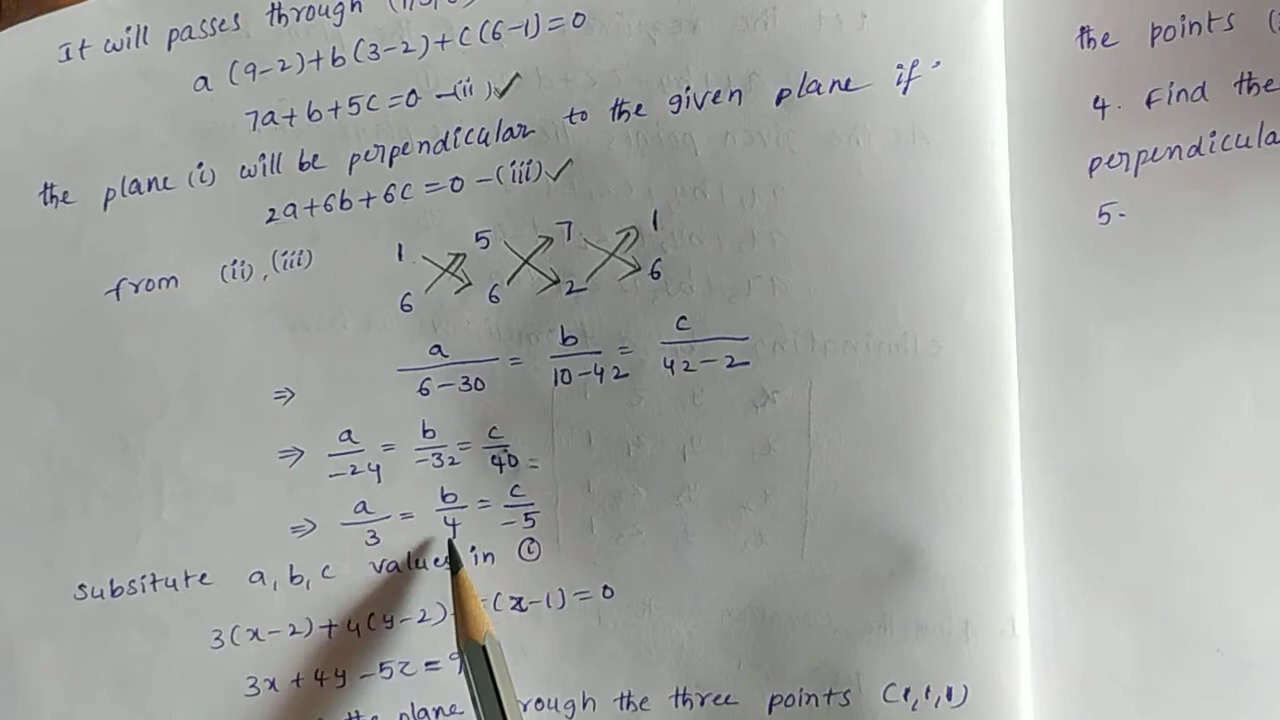 It will passes through
a (9-2)+b(3-2)+c(6-1)=0
7a+b+5c=0 -(ii)✓
the plane (i) will be perpendicular to the given plane if
2a+6b+6c=0-(iii)✓
from (ii),(iii)
1 5 7 1
6 6 2 6
⇒ a/6-30 = b/10-42 = c/42-2
⇒ a/-24 = b/-32 = c/40 =
⇒ a/3 = b/4 = c/-5
subsitute a,b,c values in (i)
3(x-2)+4(y-2) (z-1)=0
3x+4y-5z=9
the plane the three points (1,1,1)
the points (
4. Find the
5.